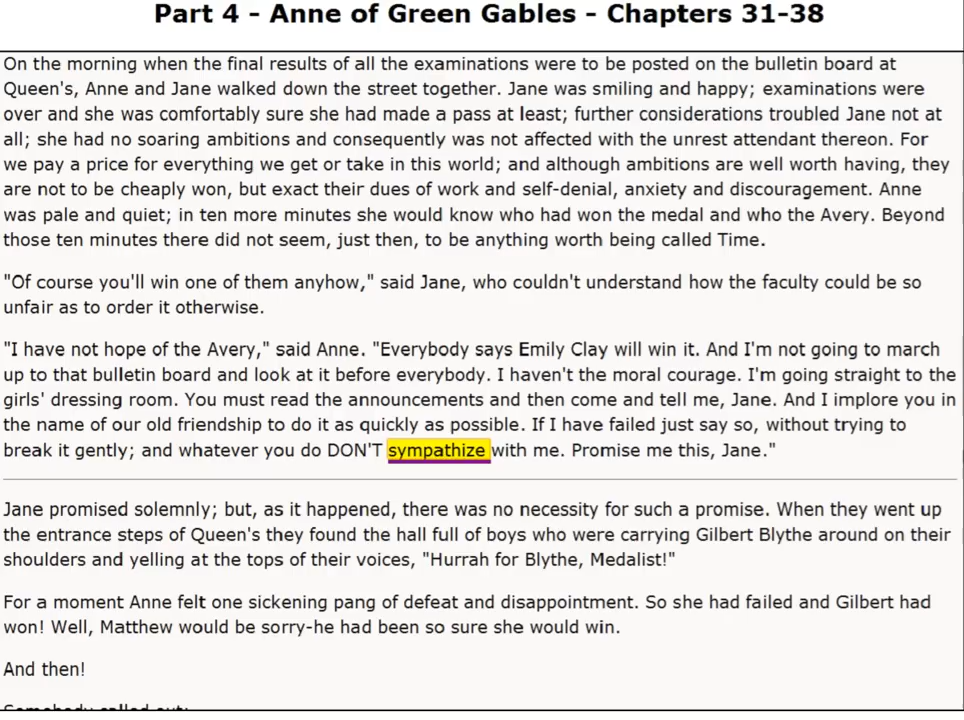 Part 4 - Anne of Green Gables - Chapters 31-38
On the morning when the final results of all the examinations were to be posted on the bulletin board at
Queen's, Anne and Jane walked down the street together. Jane was smiling and happy; examinations were
over and she was comfortably sure she had made a pass at least; further considerations troubled Jane not at
all; she had no soaring ambitions and consequently was not affected with the unrest attendant thereon. For
we pay a price for everything we get or take in this world; and although ambitions are well worth having, they
are not to be cheaply won, but exact their dues of work and self-denial, anxiety and discouragement. Anne
was pale and quiet; in ten more minutes she would know who had won the medal and who the Avery. Beyond
those ten minutes there did not seem, just then, to be anything worth being called Time.
"Of course you'll win one of them anyhow," said Jane, who couldn't understand how the faculty could be so
unfair as to order it otherwise.
"I have not hope of the Avery," said Anne. "Everybody says Emily Clay will win it. And I'm not going to march
up to that bulletin board and look at it before everybody. I haven't the moral courage. I'm going straight to the
girls' dressing room. You must read the announcements and then come and tell me, Jane. And I implore you in
the name of our old friendship to do it as quickly as possible. If I have failed just say so, without trying to
break it gently; and whatever you do DON'T sympathize with me. Promise me this, Jane."
Jane promised solemnly; but, as it happened, there was no necessity for such a promise. When they went up
the entrance steps of Queen's they found the hall full of boys who were carrying Gilbert Blythe around on their
shoulders and yelling at the tops of their voices, "Hurrah for Blythe, Medalist!"
For a moment Anne felt one sickening pang of defeat and disappointment. So she had failed and Gilbert had
won! Well, Matthew would be sorry-he had been so sure she would win.
And then!
Somebody called out: